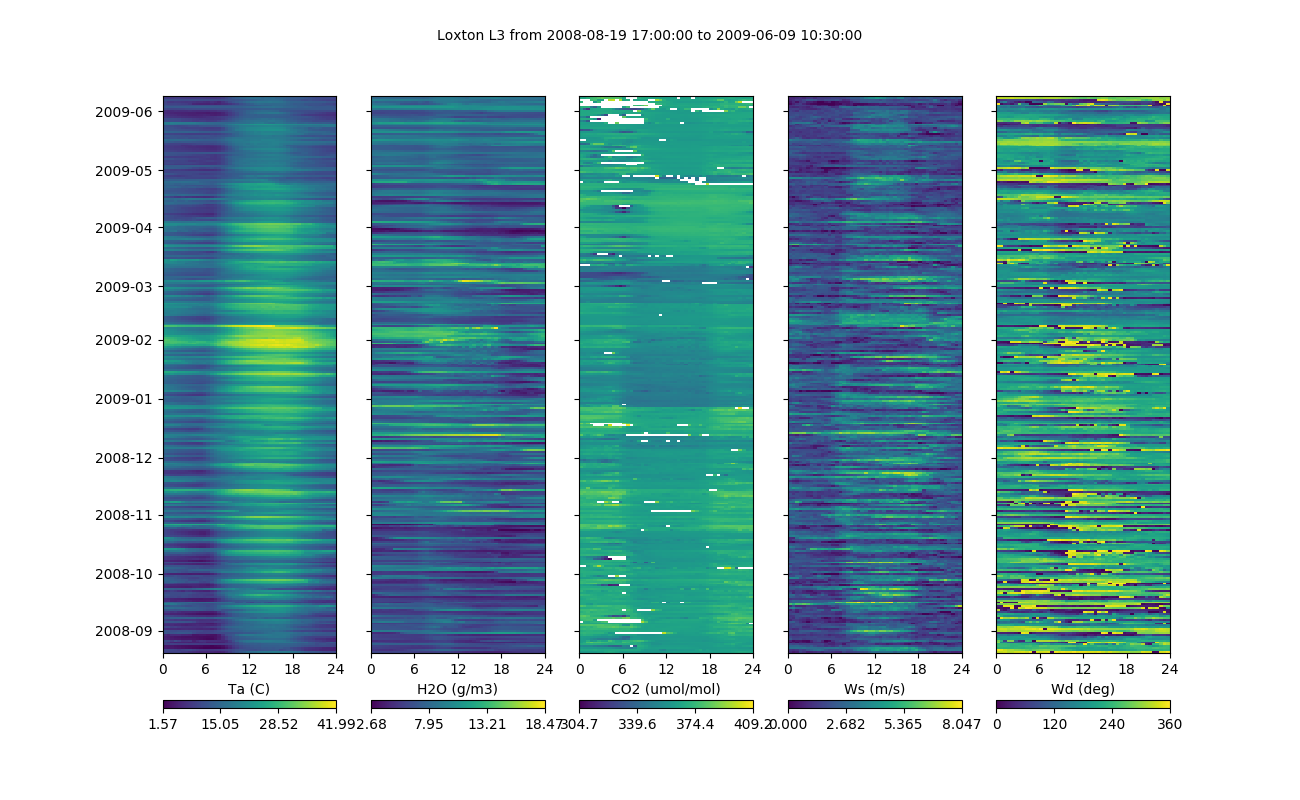 Loxton L3 from 2008-08-19 17:00:00 to 2009-06-09 10:30:00
2009-06
2009-05
2009-04
2009-03
2009-02
2009-01
2008-12
2008-11
2008-10
2008-09
0 6 12 18 24 0 6 12 18 24 0 6 12 18 24 0 6 12 18 24 0 6 12 18 24
Ta (C) H2O (g/m3) CO2 (umol/mol) Ws (m/s) Wd (deg)
1.57 15.05 28.52 41.99 2.68 7.95 13.21 18.47 304.7 339.6 374.4 409.2 0.000 2.682 5.365 8.047 0 120 240 360